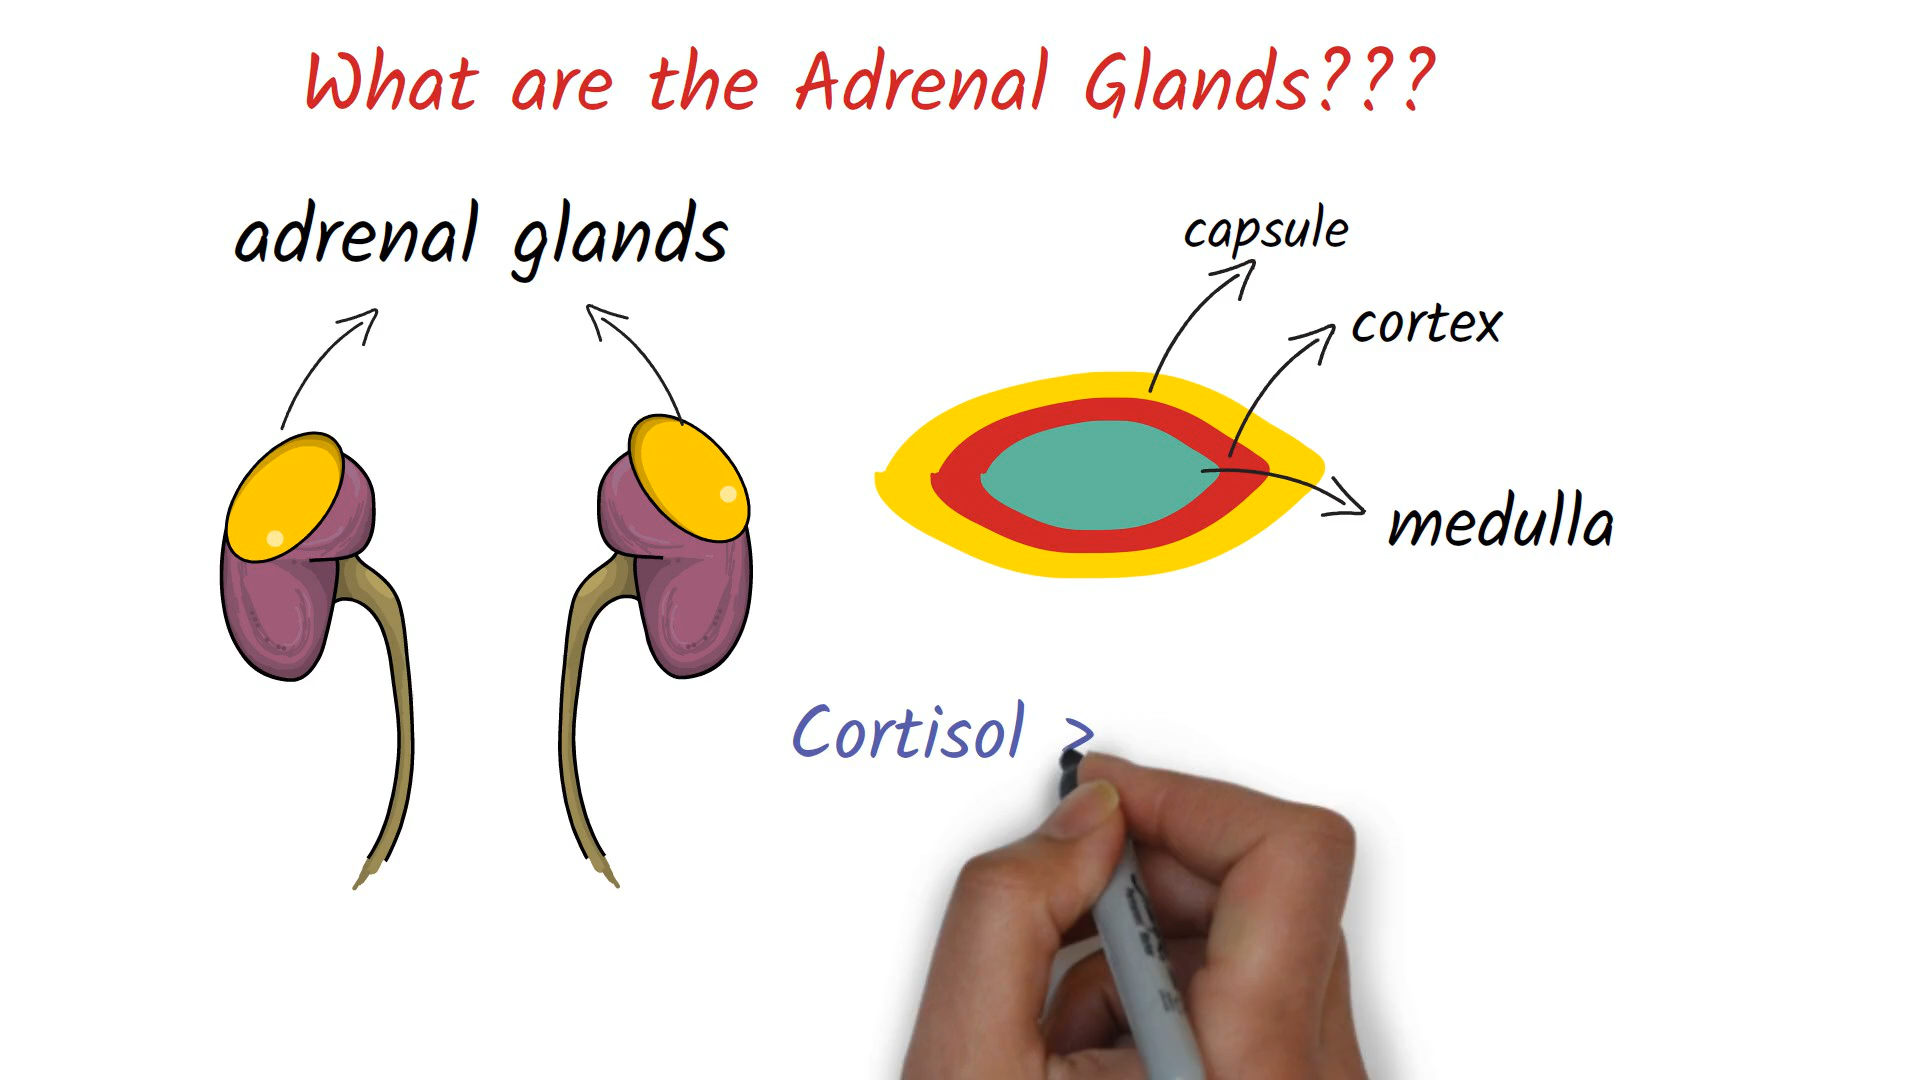 What are the Adrenal Glands???
adrenal glands
capsule
cortex
medulla
Cortisol >